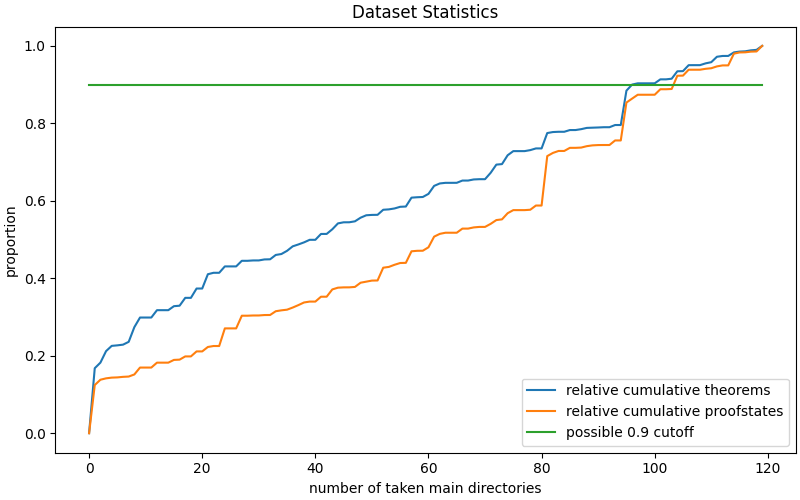 Dataset Statistics
1.0
0.8
0.6
0.4
0.2
0.0
proportion
0 20 40 60 80 100 120
number of taken main directories
relative cumulative theorems
relative cumulative proofstates
possible 0.9 cutoff